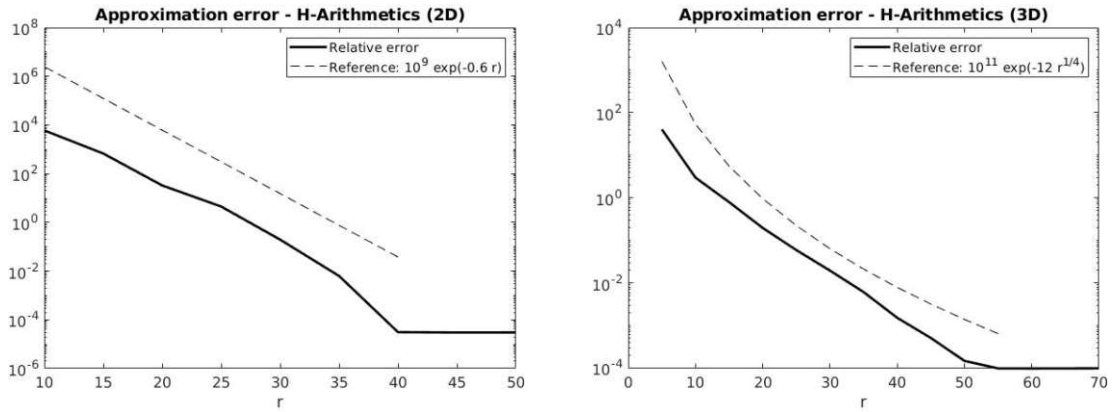 Approximation error - H-Arithmetics (2D)
10^8
10^6
10^4
10^2
10^0
10^-2
10^-4
10^-6
Relative error
Reference: 10^9 exp(-0.6 r)
10 15 20 25 30 35 40 45 50
r
Approximation error - H-Arithmetics (3D)
10^4
10^2
10^0
10^-2
10^-4
Relative error
Reference: 10^11 exp(-12 r^1/4)
0 10 20 30 40 50 60 70
r